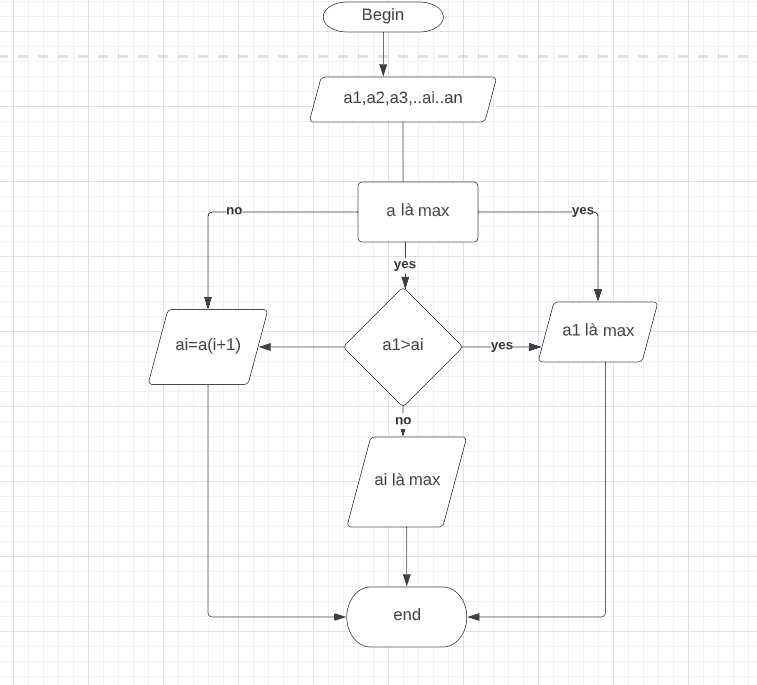 Begin
a1,a2,a3,..ai..an
a là max
no
yes
yes
ai=a(i+1)
a1>ai
yes
a1 là max
no
ai là max
end